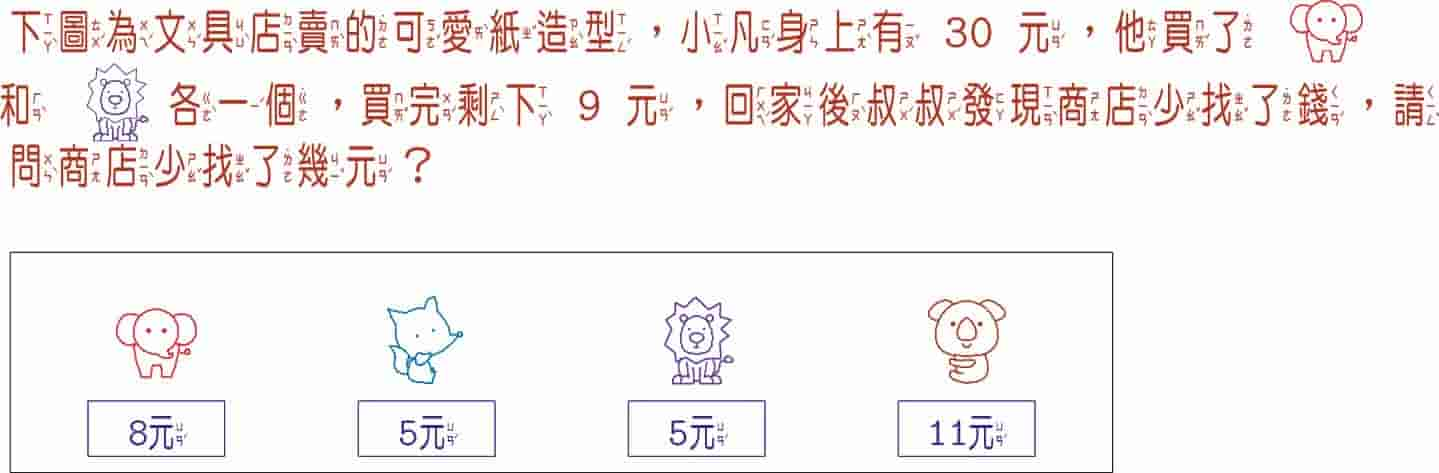 下圖為文具店賣的可愛紙造型，小凡身上有 30 元，他買了
和 各一個，買完剩下 9 元，回家後叔叔發現商店少找了錢，請
問商店少找了幾元？
8元 5元 5元 11元